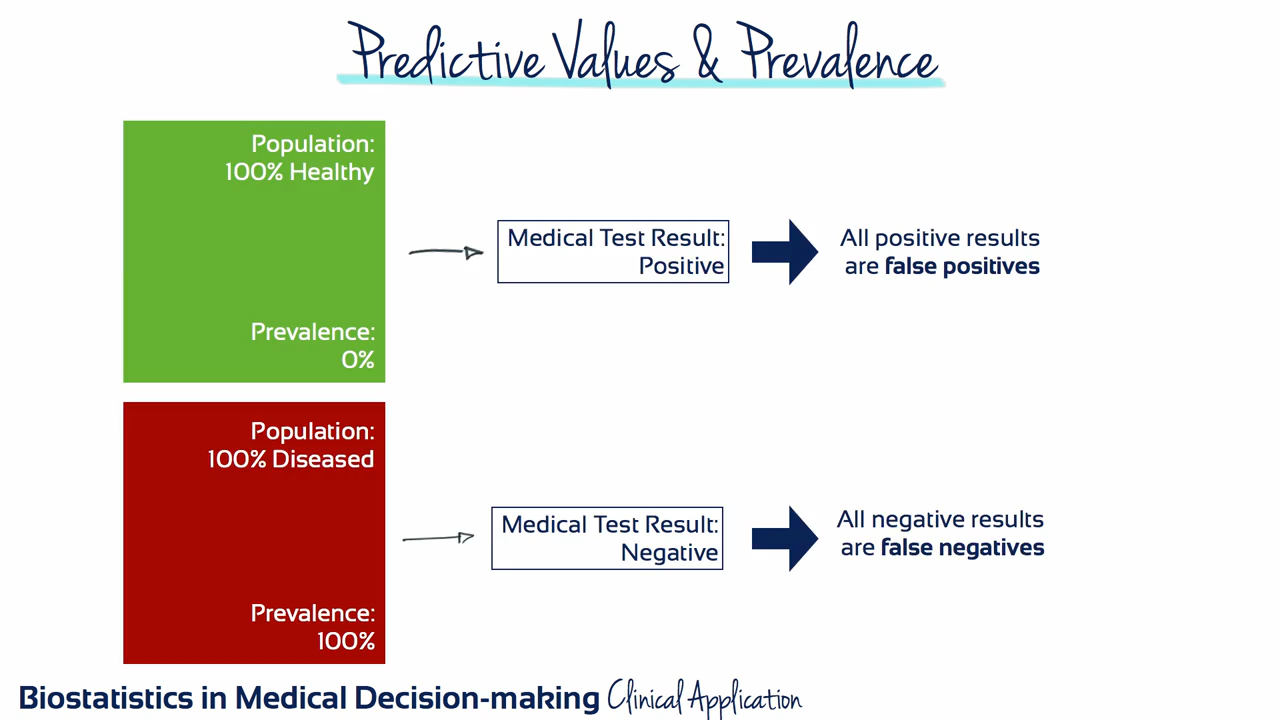 Predictive Values & Prevalence
Population:
100% Healthy
Prevalence:
0%
Medical Test Result:
Positive
All positive results
are false positives
Population:
100% Diseased
Prevalence:
100%
Medical Test Result:
Negative
All negative results
are false negatives
Biostatistics in Medical Decision-making Clinical Application